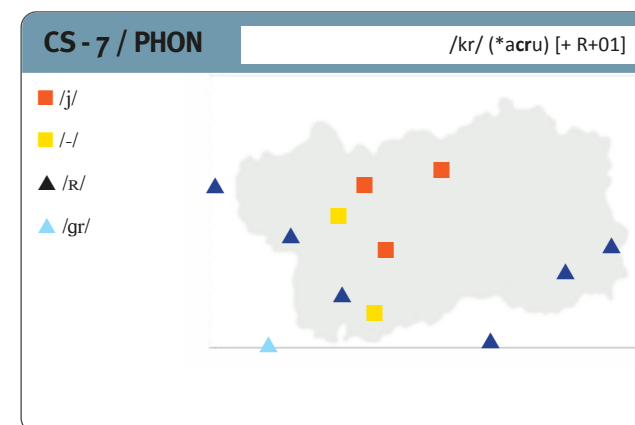 CS - 7 / PHON
/kr/ (*acru) [+ R+01]
/j/
/-/
/ʀ/
/gr/